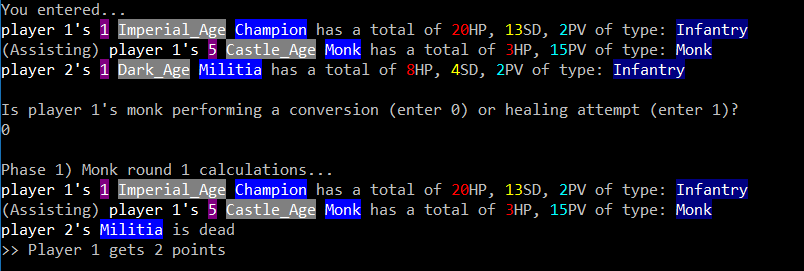 You entered...
player 1's 1 Imperial_Age Champion has a total of 20HP, 13SD, 2PV of type: Infantry
(Assisting) player 1's 5 Castle_Age Monk has a total of 3HP, 15PV of type: Monk
player 2's 1 Dark_Age Militia has a total of 8HP, 4SD, 2PV of type: Infantry
Is player 1's monk performing a conversion (enter 0) or healing attempt (enter 1)?
0
Phase 1) Monk round 1 calculations...
player 1's 1 Imperial_Age Champion has a total of 20HP, 13SD, 2PV of type: Infantry
(Assisting) player 1's 5 Castle_Age Monk has a total of 3HP, 15PV of type: Monk
player 2's Militia is dead
>> Player 1 gets 2 points